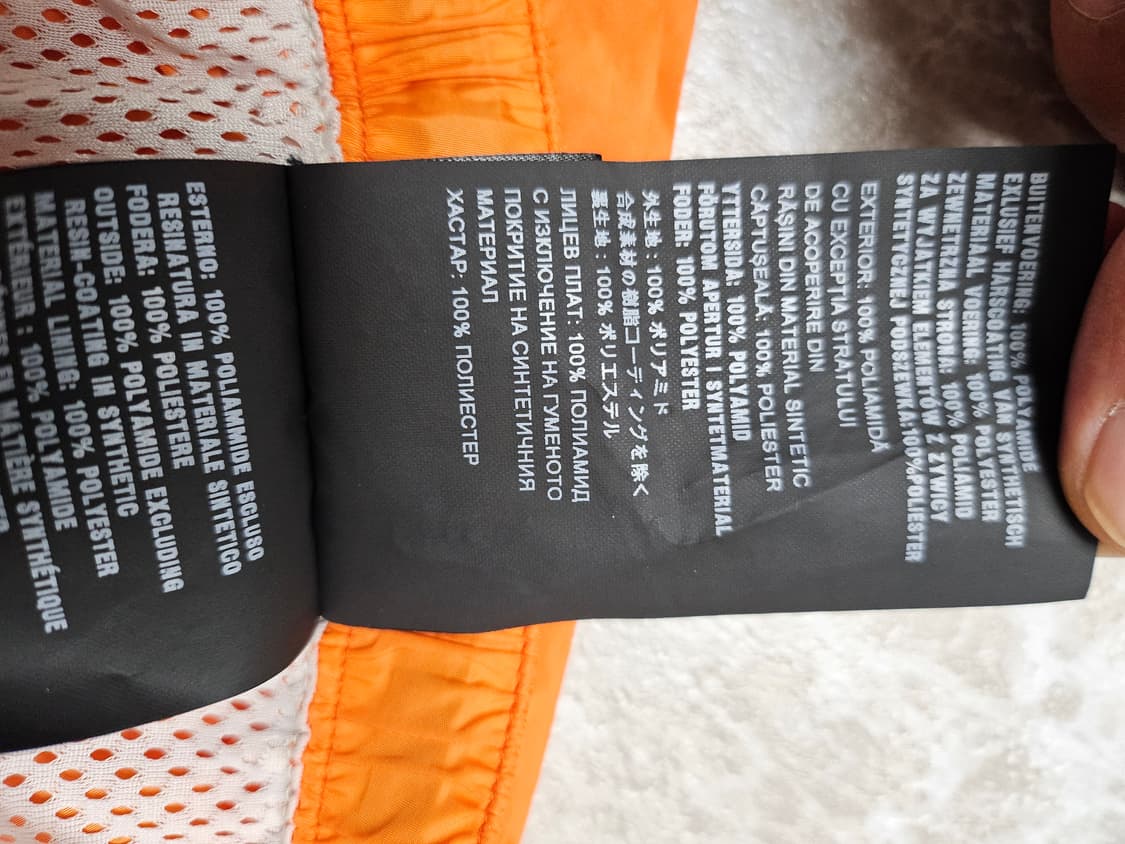 BUITENVOERING: 100% POLYAMIDE
EXLUSIEF HARSCOATING VAN SYNTHETISCH
MATERIAAL VOERING: 100% POLYESTER
ZEWNETRZNA STRONA: 100% POLIAMID
ZA WYJATKIEM ELEMENTÓW Z ZYWICY
SYNTETYCZNEJ PODSZEWKA:100%POLIESTER
EXTERIOR: 100% POLIAMIDĂ
CU EXCEPTIA STRATULUI
DE ACOPERIRE DIN
RĂȘINI DIN MATERIAL SINTETIC
CĂPTUȘEALĂ: 100% POLIESTER
YTTERSIDA: 100% POLYAMID
FÖRUTOM APERTUR I SYNTETMATERIAL
FODER: 100% POLYESTER
外生地 : 100% ポリアミド
合成素材の樹脂コーティングを除く
裏生地 : 100% ポリエステル
ЛИЦЕВ ПЛАТ: 100% ПОЛИАМИД
С ИЗКЛЮЧЕНИЕ НА ГУМЕНОТО
ПОКРИТИЕ НА СИНТЕТИЧНИЯ
МАТЕРИАЛ
ХАСТАР: 100% ПОЛИЕСТЕР
ESTERNO: 100% POLIAMMIDE ESCLUSO
RESINATURA IN MATERIALE SINTETICO
FODERA: 100% POLIESTERE
OUTSIDE: 100% POLYAMIDE EXCLUDING
RESIN-COATING IN SYNTHETIC
MATERIAL LINING: 100% POLYESTER
EXTÉRIEUR : 100% POLYAMIDE
EN MATIÈRE SYNTHÉTIQUE